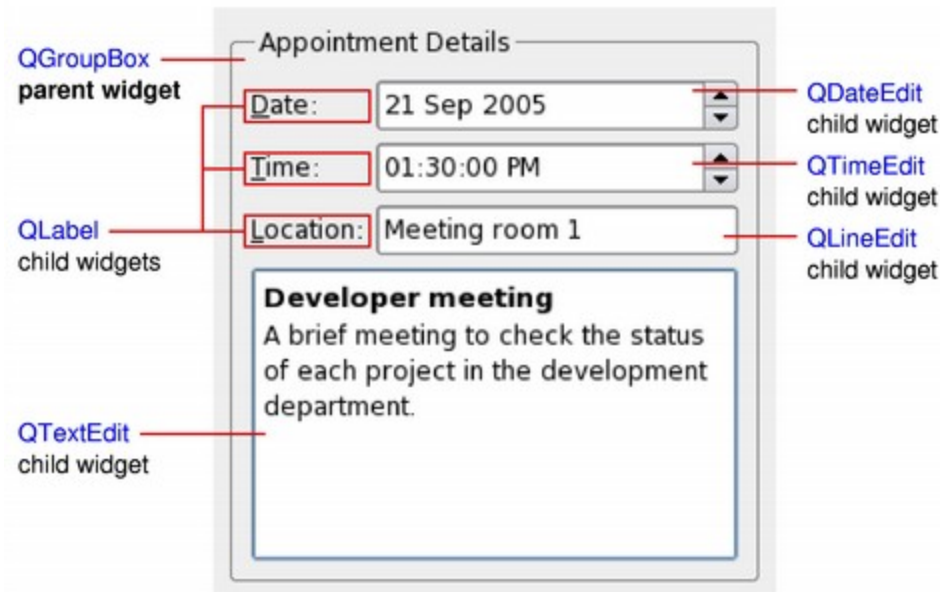 Appointment Details
QGroupBox
parent widget
Date:
21 Sep 2005
QDateEdit
child widget
Time:
01:30:00 PM
QTimeEdit
child widget
QLabel
child widgets
Location:
Meeting room 1
QLineEdit
child widget
Developer meeting
A brief meeting to check the status
of each project in the development
department.
QTextEdit
child widget